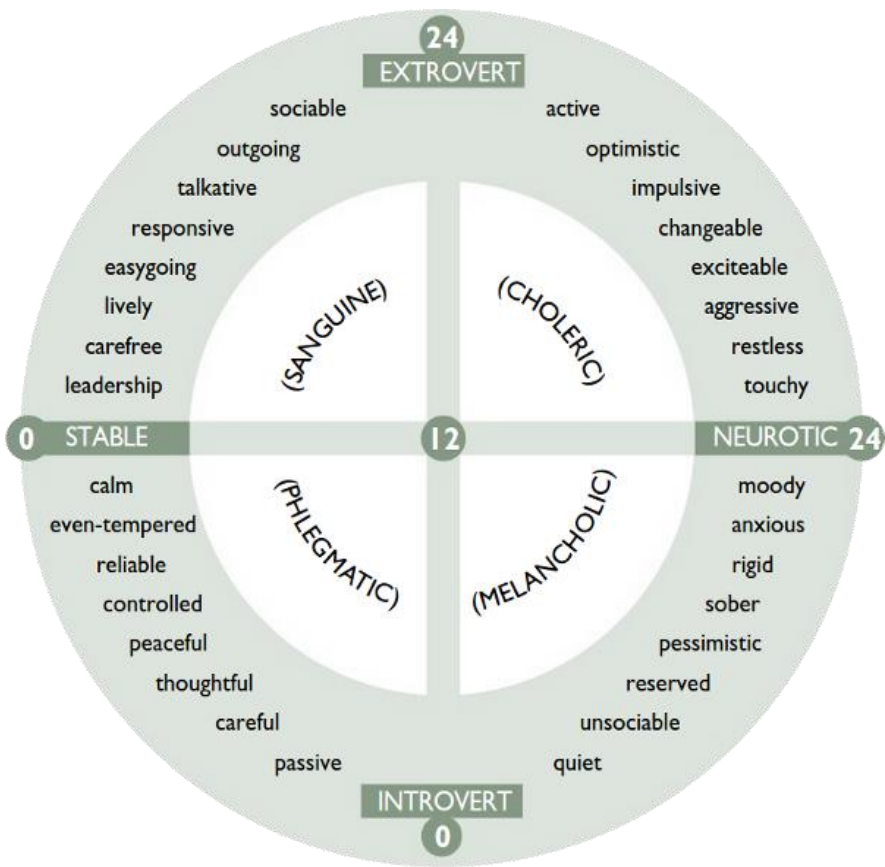 24
EXTROVERT
sociable
active
outgoing
optimistic
talkative
impulsive
responsive
changeable
easygoing
exciteable
lively
aggressive
carefree
restless
leadership
touchy
(SANGUINE)
(CHOLERIC)
0 STABLE
12
NEUROTIC 24
(PHLEGMATIC)
(MELANCHOLIC)
calm
moody
even-tempered
anxious
reliable
rigid
controlled
sober
peaceful
pessimistic
thoughtful
reserved
careful
unsociable
passive
quiet
INTROVERT
0